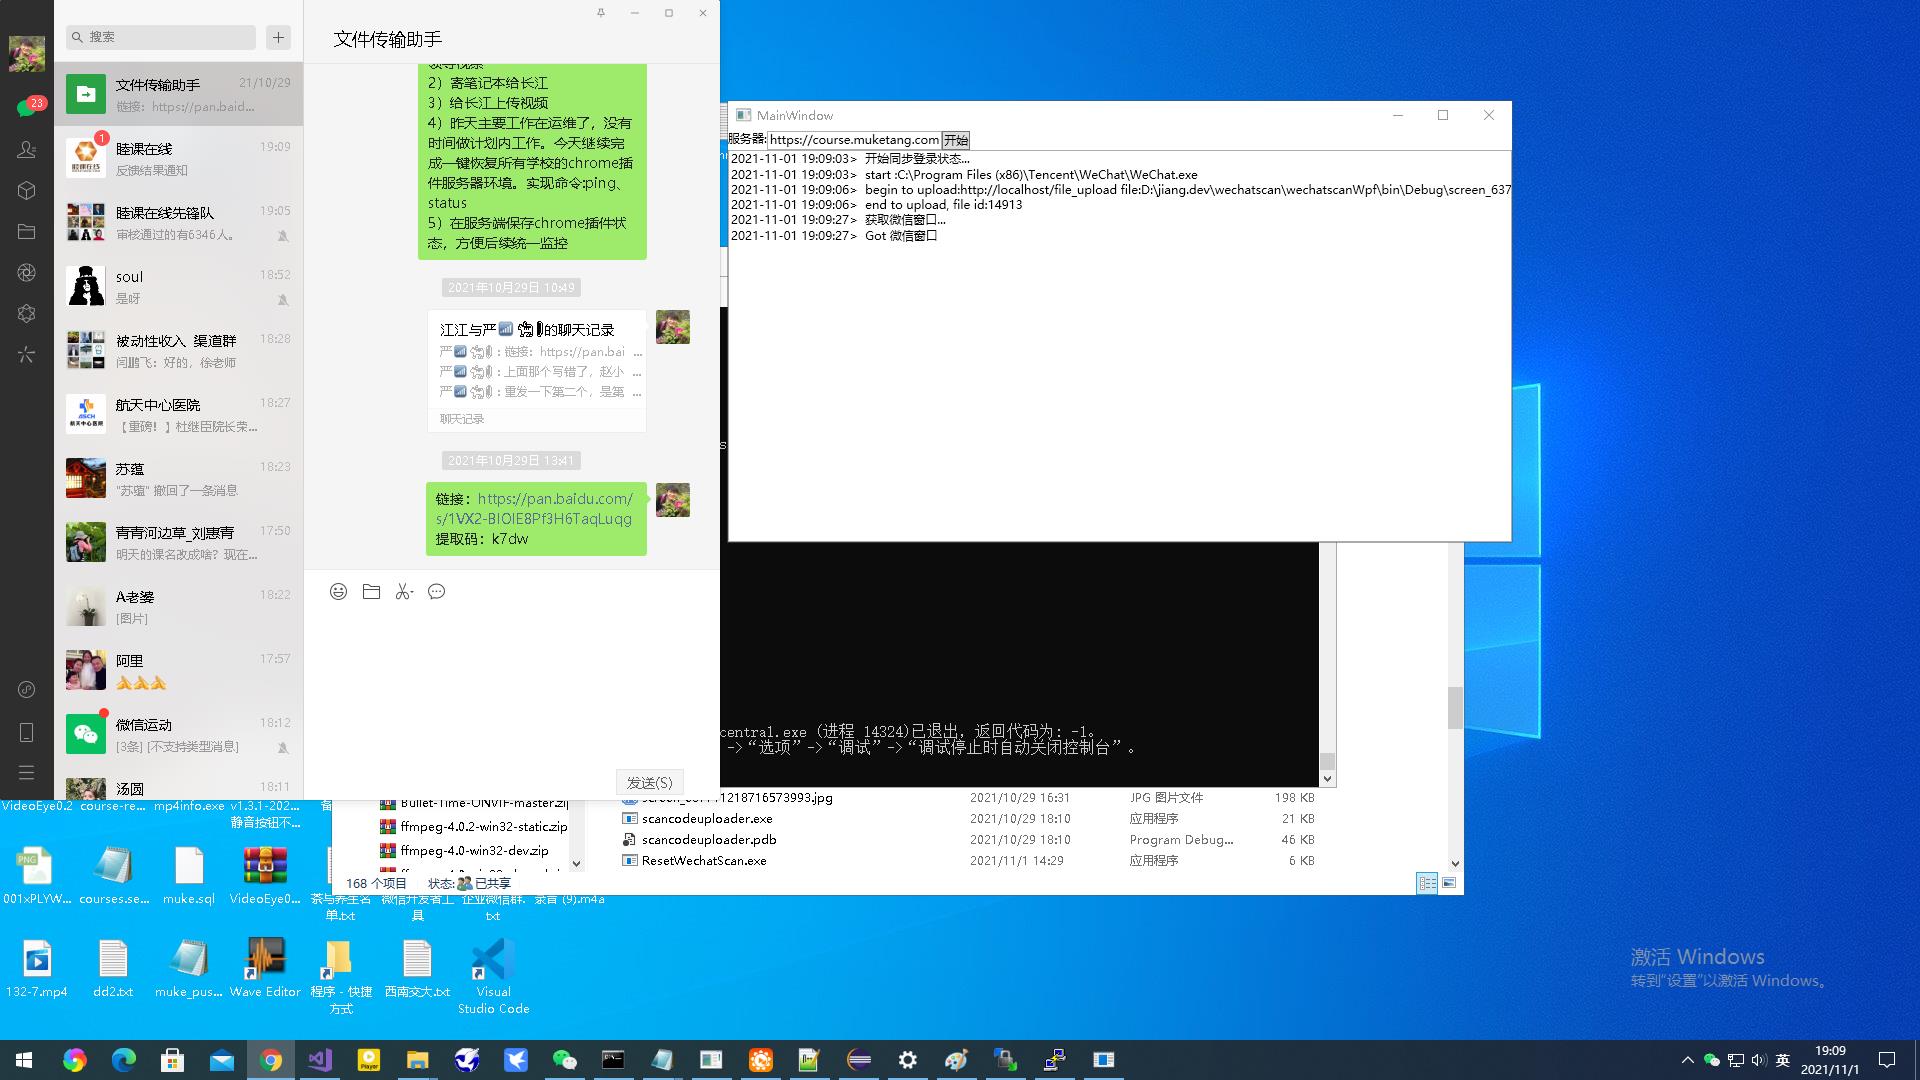 搜索
文件传输助手 21/10/29
链接：https://pan.baid...
23
1
睦课在线 19:09
反馈结果通知
睦课在线先锋队 19:05
审核通过的有6346人。
soul 18:52
是呀
被动性收入 渠道群 18:28
闫鹏飞：好的，徐老师
航天中心医院 18:27
【重磅！】杜继臣院长荣...
苏蕴 18:23
"苏蕴" 撤回了一条消息
青青河边草_刘惠青 17:50
明天的课名改成啥？现在...
A老婆 18:22
[图片]
阿里 17:57
微信运动 18:12
[3条] [不支持类型消息]
汤圆 18:11
文件传输助手
2）寄笔记本给长江
3）给长江上传视频
4）昨天主要工作在运维了，没有
时间做计划内工作。今天继续完
成一键恢复所有学校的chrome插
件服务器环境。实现命令:ping、
status
5）在服务端保存chrome插件状
态，方便后续统一监控
2021年10月29日 10:49
江江与严的聊天记录
严：链接：https://pan.bai ...
严：上面那个写错了，赵小 ...
严：重发一下第二个，是第 ...
聊天记录
2021年10月29日 13:41
链接：https://pan.baidu.com/
s/1VX2-BIOIE8Pf3H6TaqLuqg
提取码：k7dw
发送(S)
MainWindow
服务器: https://course.muketang.com 开始
2021-11-01 19:09:03> 开始同步登录状态...
2021-11-01 19:09:03> start :C:\Program Files (x86)\Tencent\WeChat\WeChat.exe
2021-11-01 19:09:06> begin to upload:http://localhost/file_upload file:D:\jiang.dev\wechatscan\wechatscanWpf\bin\Debug\screen_637
2021-11-01 19:09:06> end to upload, file id:14913
2021-11-01 19:09:27> 获取微信窗口...
2021-11-01 19:09:27> Got 微信窗口
central.exe (进程 14324)已退出，返回代码为: -1。
->“选项”->“调试”->“调试停止时自动关闭控制台”。
Bullet-Time-ONVIF-master.zip
ffmpeg-4.0.2-win32-static.zip
ffmpeg-4.0-win32-dev.zip
1218716573993.jpg 2021/10/29 16:31 JPG 图片文件 198 KB
scancodeuploader.exe 2021/10/29 18:10 应用程序 21 KB
scancodeuploader.pdb 2021/10/29 18:10 Program Debug... 46 KB
ResetWechatScan.exe 2021/11/1 14:29 应用程序 6 KB
168 个项目 状态: 已共享
VideoEye0.2 course-re... mp4info.exe v1.3.1-202...
静音按钮不...
001xPLYW... courses.se... muke.sql VideoEye0... 茶与养生名 微信开发者工 企业微信群. 录音 (9).m4a
单.txt 具 txt
132-7.mp4 dd2.txt muke_pus... Wave Editor 程序 - 快捷 西南交大.txt Visual
方式 Studio Code
激活 Windows
转到“设置”以激活 Windows。
英
19:09
2021/11/1